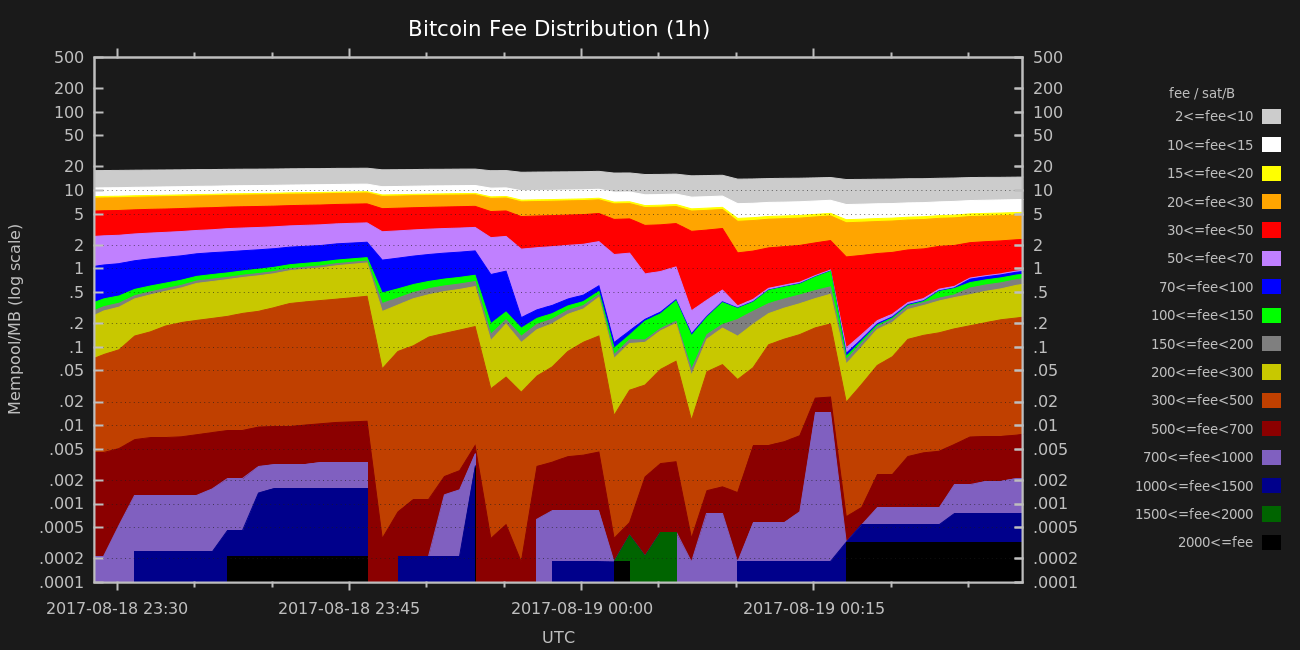 Bitcoin Fee Distribution (1h)
Mempool/MB (log scale)
500
200
100
50
20
10
5
2
1
.5
.2
.1
.05
.02
.01
.005
.002
.001
.0005
.0002
.0001
500
200
100
50
20
10
5
2
1
.5
.2
.1
.05
.02
.01
.005
.002
.001
.0005
.0002
.0001
2017-08-18 23:30
2017-08-18 23:45
2017-08-19 00:00
2017-08-19 00:15
UTC
fee / sat/B
2<=fee<10
10<=fee<15
15<=fee<20
20<=fee<30
30<=fee<50
50<=fee<70
70<=fee<100
100<=fee<150
150<=fee<200
200<=fee<300
300<=fee<500
500<=fee<700
700<=fee<1000
1000<=fee<1500
1500<=fee<2000
2000<=fee